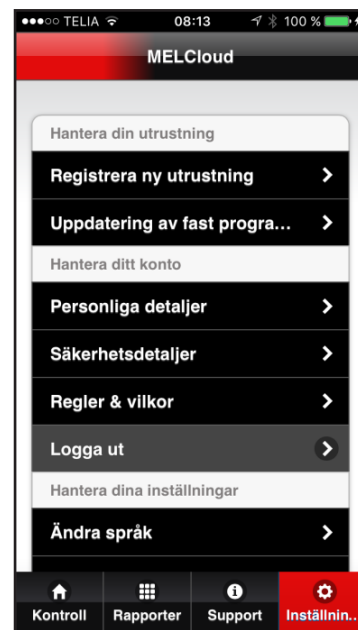 TELIA 08:13 100 %
MELCloud
Hantera din utrustning
Registrera ny utrustning
Uppdatering av fast progra...
Hantera ditt konto
Personliga detaljer
Säkerhetsdetaljer
Regler & vilkor
Logga ut
Hantera dina inställningar
Ändra språk
Kontroll Rapporter Support Inställnin...